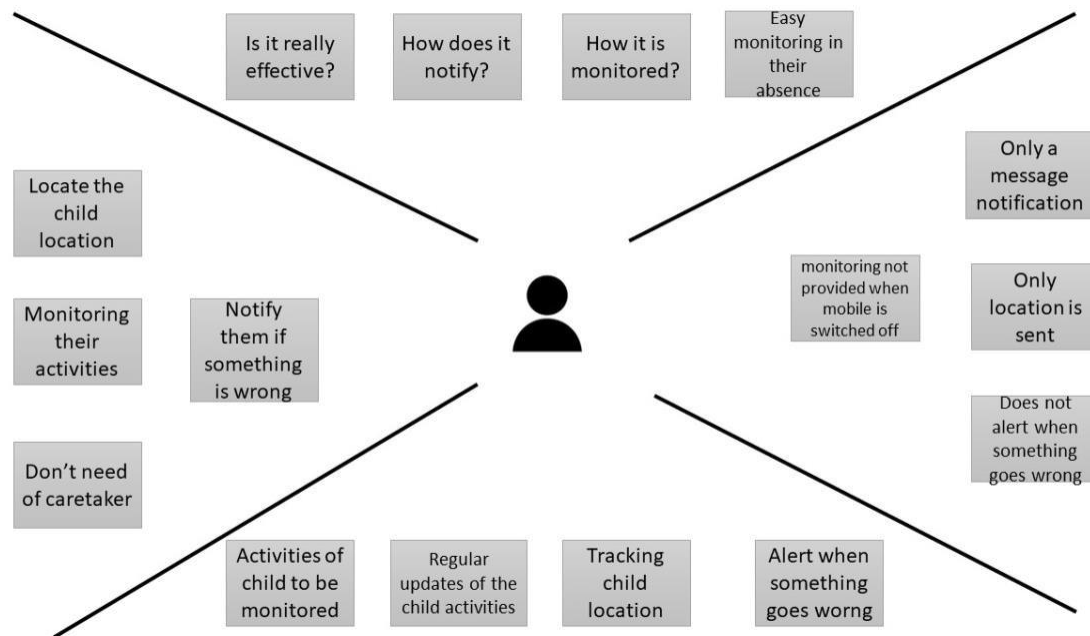 Is it really
effective?
How does it
notify?
How it is
monitored?
Easy
monitoring in
their
absence
Locate the
child
location
Monitoring
their
activities
Notify
them if
something
is wrong
Don't need
of caretaker
Only a
message
notification
monitoring not
provided when
mobile is
switched off
Only
location is
sent
Does not
alert when
something
goes wrong
Activities of
child to be
monitored
Regular
updates of the
child activities
Tracking
child
location
Alert when
something
goes worng